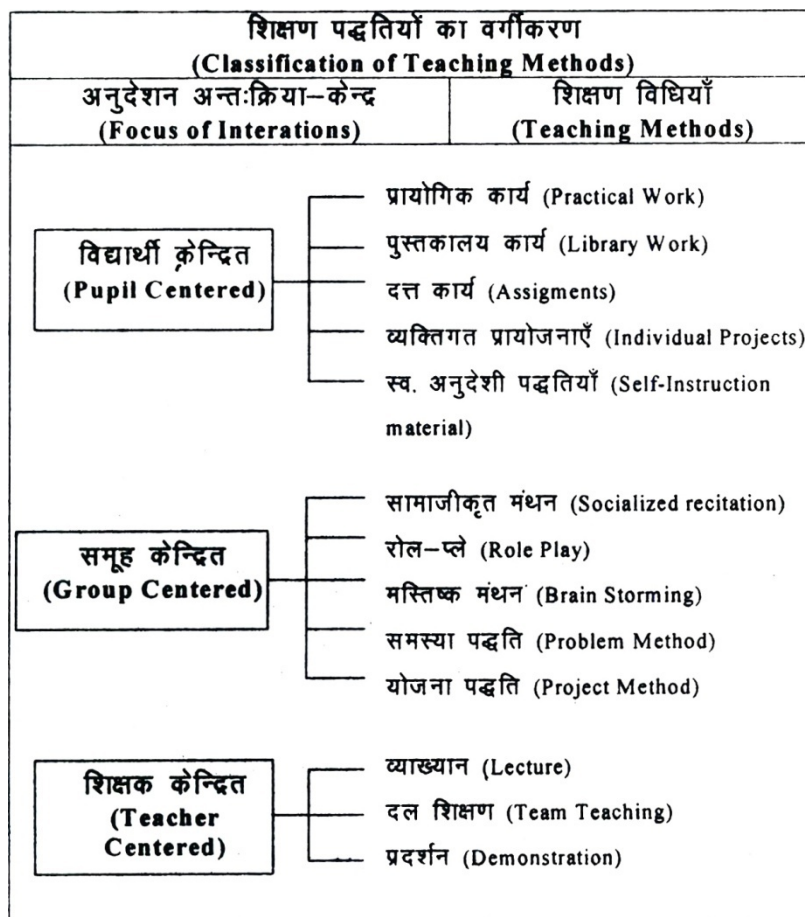 शिक्षण पद्धतियों का वर्गीकरण
(Classification of Teaching Methods)
अनुदेशन अन्तःक्रिया–केन्द्र
(Focus of Interations)
शिक्षण विधियाँ
(Teaching Methods)
विद्यार्थी केन्द्रित
(Pupil Centered)
प्रायोगिक कार्य (Practical Work)
पुस्तकालय कार्य (Library Work)
दत्त कार्य (Assigments)
व्यक्तिगत प्रायोजनाएँ (Individual Projects)
स्व. अनुदेशी पद्धतियाँ (Self-Instruction
material)
समूह केन्द्रित
(Group Centered)
सामाजीकृत मंथन (Socialized recitation)
रोल–प्ले (Role Play)
मस्तिष्क मंथन (Brain Storming)
समस्या पद्धति (Problem Method)
योजना पद्धति (Project Method)
शिक्षक केन्द्रित
(Teacher
Centered)
व्याख्यान (Lecture)
दल शिक्षण (Team Teaching)
प्रदर्शन (Demonstration)